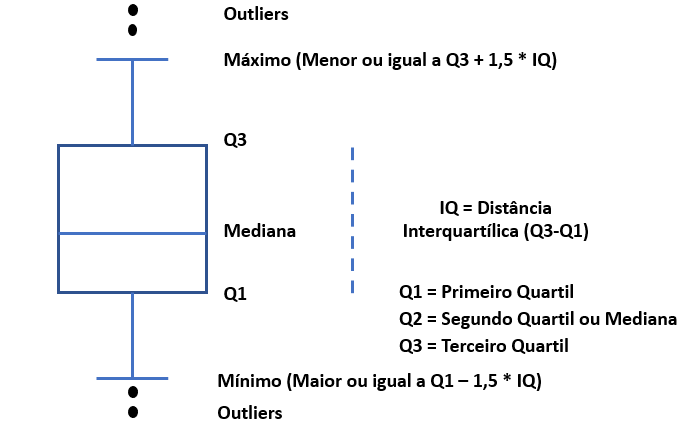 Outliers
Máximo (Menor ou igual a Q3 + 1,5 * IQ)
Q3
Mediana
Q1
IQ = Distância
Interquartílica (Q3-Q1)
Q1 = Primeiro Quartil
Q2 = Segundo Quartil ou Mediana
Q3 = Terceiro Quartil
Mínimo (Maior ou igual a Q1 – 1,5 * IQ)
Outliers